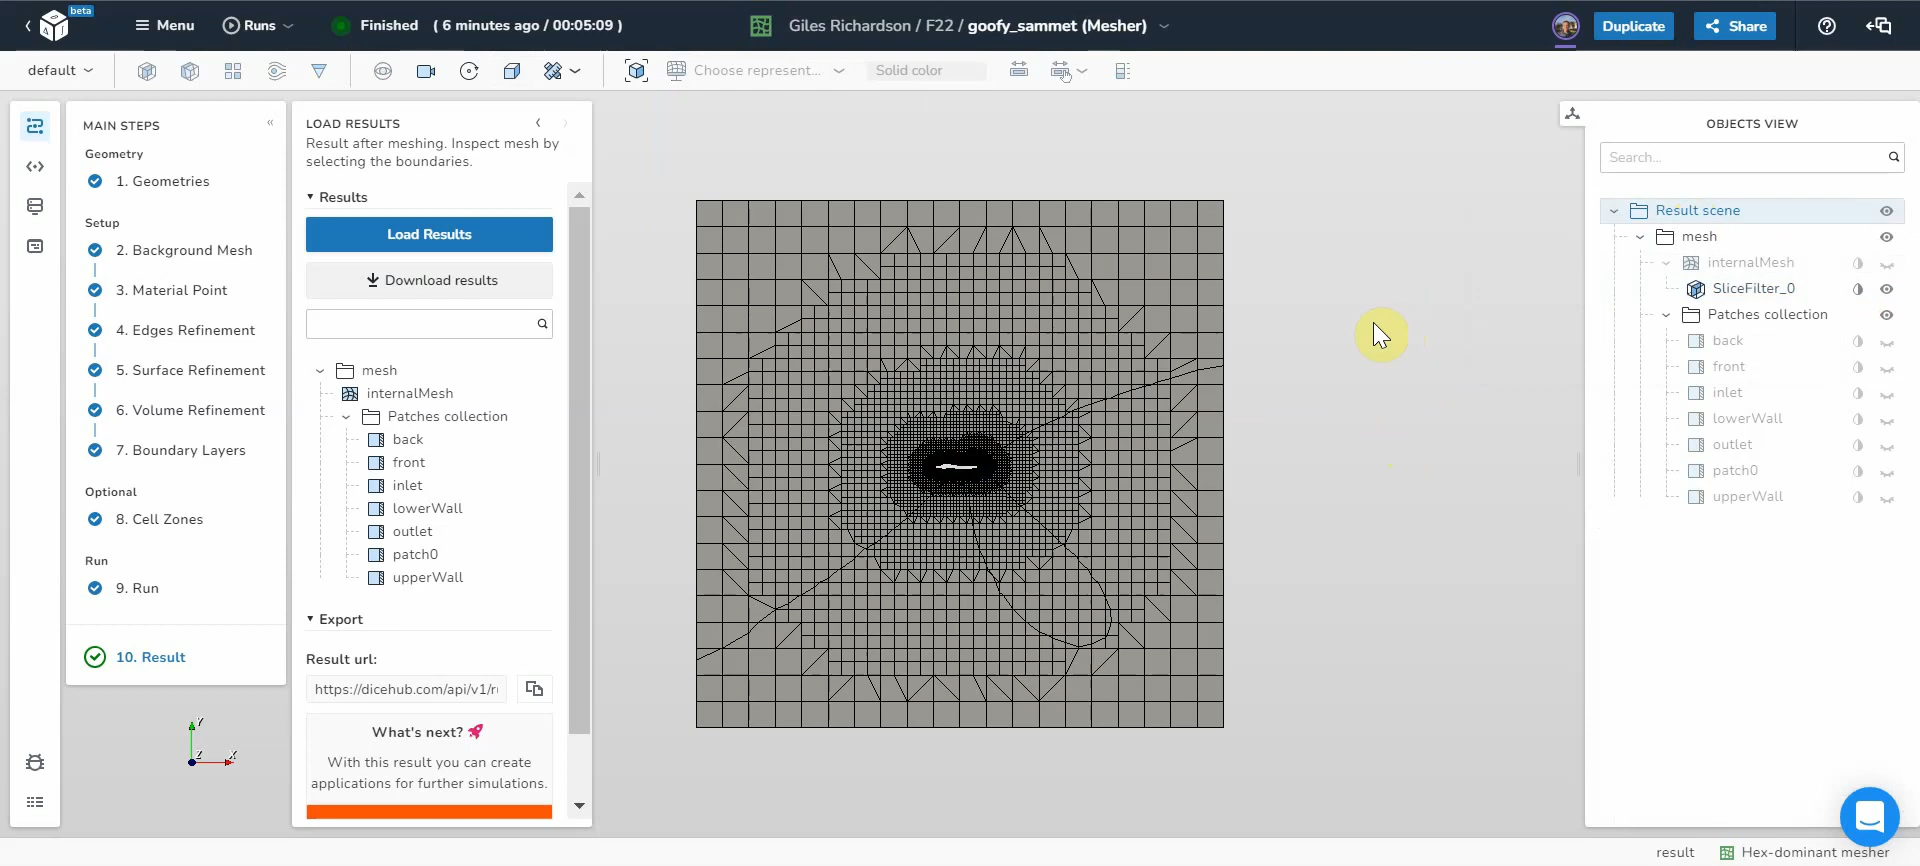 beta
Menu
Runs
Finished ( 6 minutes ago / 00:05:09 )
Giles Richardson / F22 / goofy_sammet (Mesher)
Duplicate
Share
default
Choose represent...
Solid color
MAIN STEPS
Geometry
1. Geometries
Setup
2. Background Mesh
3. Material Point
4. Edges Refinement
5. Surface Refinement
6. Volume Refinement
7. Boundary Layers
Optional
8. Cell Zones
Run
9. Run
10. Result
Y
Z
X
LOAD RESULTS
Result after meshing. Inspect mesh by
selecting the boundaries.
Results
Load Results
Download results
mesh
internalMesh
Patches collection
back
front
inlet
lowerWall
outlet
patch0
upperWall
Export
Result url:
https://dicehub.com/api/v1/r
What's next?
With this result you can create
applications for further simulations.
OBJECTS VIEW
Search...
Result scene
mesh
internalMesh
SliceFilter_0
Patches collection
back
front
inlet
lowerWall
outlet
patch0
upperWall
result
Hex-dominant mesher